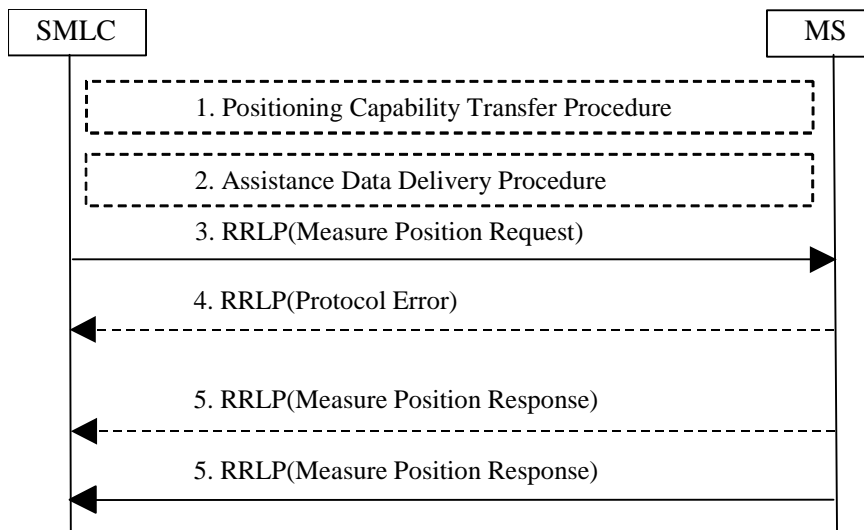 SMLC
MS
1. Positioning Capability Transfer Procedure
2. Assistance Data Delivery Procedure
3. RRLP(Measure Position Request)
4. RRLP(Protocol Error)
5. RRLP(Measure Position Response)
5. RRLP(Measure Position Response)